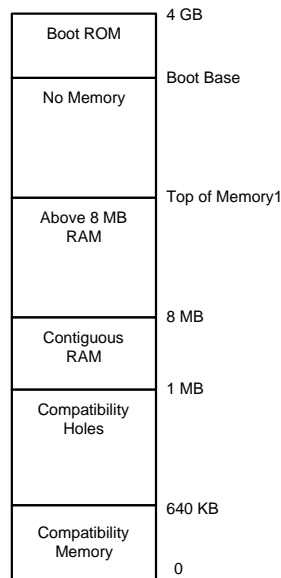 4 GB
Boot ROM
Boot Base
No Memory
Top of Memory1
Above 8 MB
RAM
8 MB
Contiguous
RAM
1 MB
Compatibility
Holes
640 KB
Compatibility
Memory
0